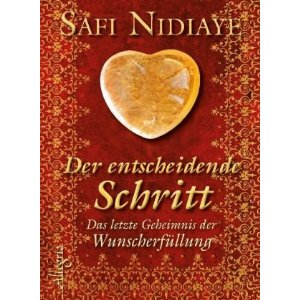 SAFI NIDIAYE
Der entscheidende
Schritt
Das letzte Geheimnis der
Wunscherfüllung
Allegria